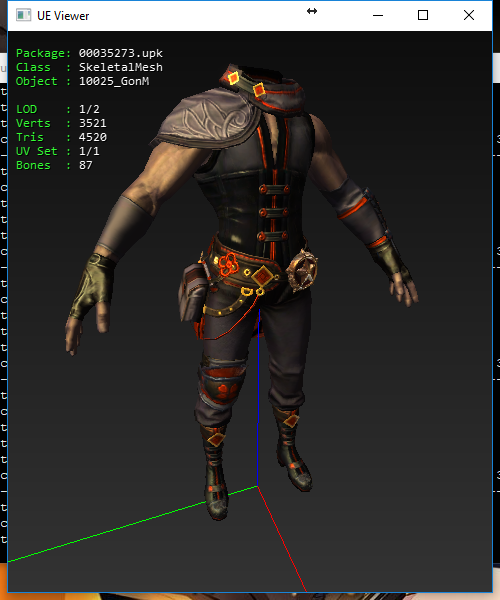 UE Viewer
Package: 00035273.upk
Class : SkeletalMesh
Object : 10025_GonM
LOD : 1/2
Verts : 3521
Tris : 4520
UV Set : 1/1
Bones : 87